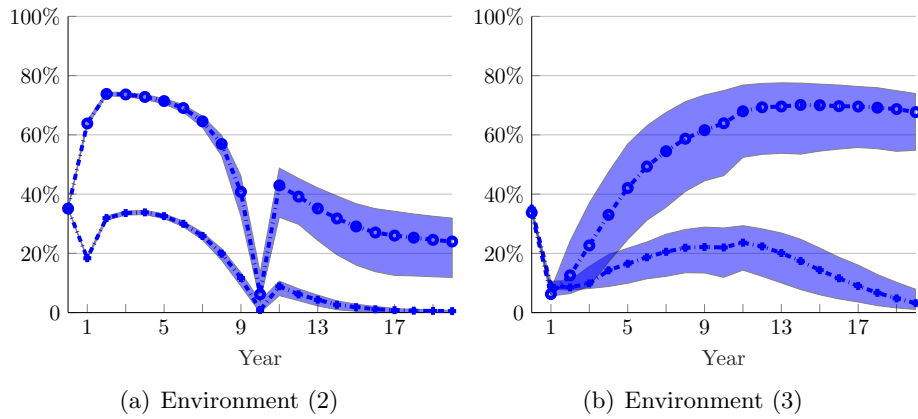 100%
80%
60%
40%
20%
0
1 5 9 13 17
Year
(a) Environment (2)
100%
80%
60%
40%
20%
0
1 5 9 13 17
Year
(b) Environment (3)